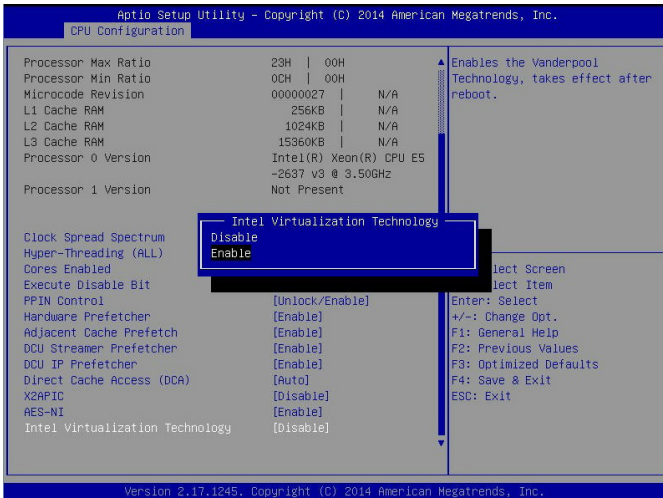 Aptio Setup Utility – Copyright (C) 2014 American Megatrends, Inc.
CPU Configuration
Processor Max Ratio 23H | 00H
Processor Min Ratio 0CH | 00H
Microcode Revision 00000027 | N/A
L1 Cache RAM 256KB | N/A
L2 Cache RAM 1024KB | N/A
L3 Cache RAM 15360KB | N/A
Processor 0 Version Intel(R) Xeon(R) CPU E5
-2637 v3 @ 3.50GHz
Processor 1 Version Not Present
Clock Spread Spectrum
Hyper-Threading (ALL)
Cores Enabled
Execute Disable Bit
PPIN Control [Unlock/Enable]
Hardware Prefetcher [Enable]
Adjacent Cache Prefetch [Enable]
DCU Streamer Prefetcher [Enable]
DCU IP Prefetcher [Enable]
Direct Cache Access (DCA) [Auto]
X2APIC [Disable]
AES-NI [Enable]
Intel Virtualization Technology [Disable]
Intel Virtualization Technology
Disable
Enable
Enables the Vanderpool
Technology, takes effect after
reboot.
lect Screen
lect Item
Enter: Select
+/-: Change Opt.
F1: General Help
F2: Previous Values
F3: Optimized Defaults
F4: Save & Exit
ESC: Exit
Version 2.17.1245. Copyright (C) 2014 American Megatrends, Inc.